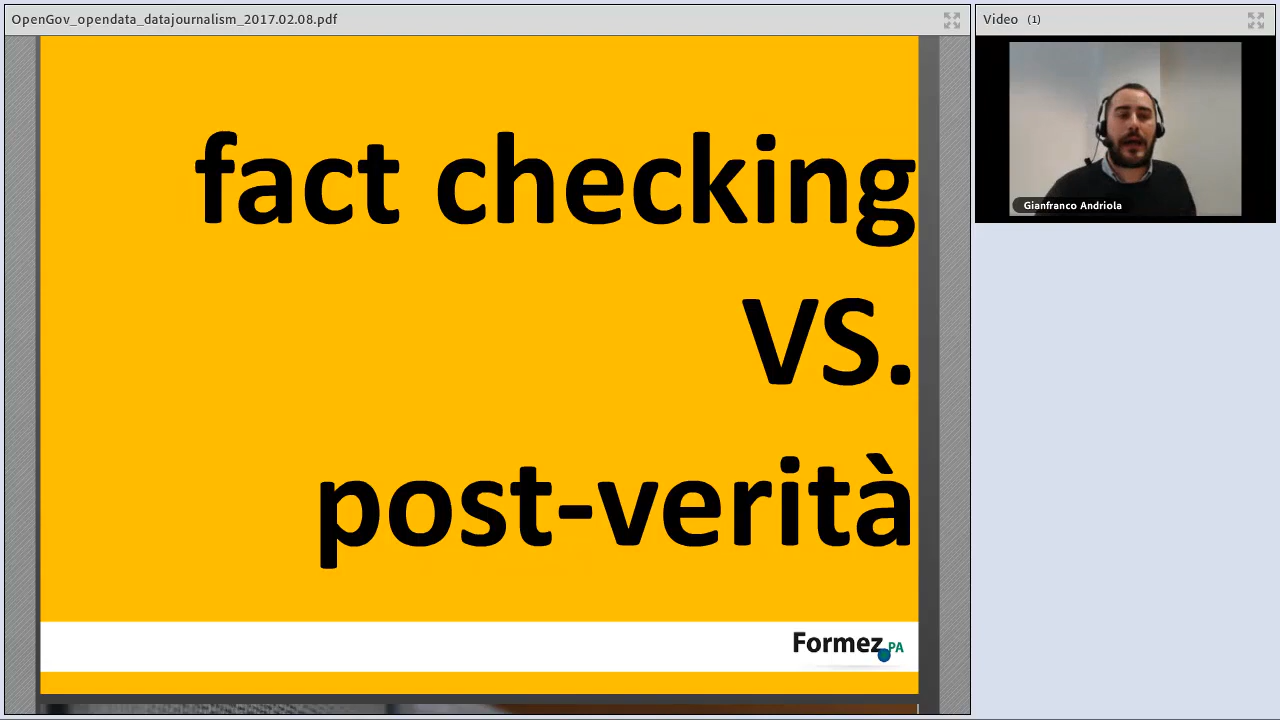 OpenGov_opendata_datajournalism_2017.02.08.pdf
Video (1)
fact checking
VS.
post-verità
Gianfranco Andriola
Formez PA